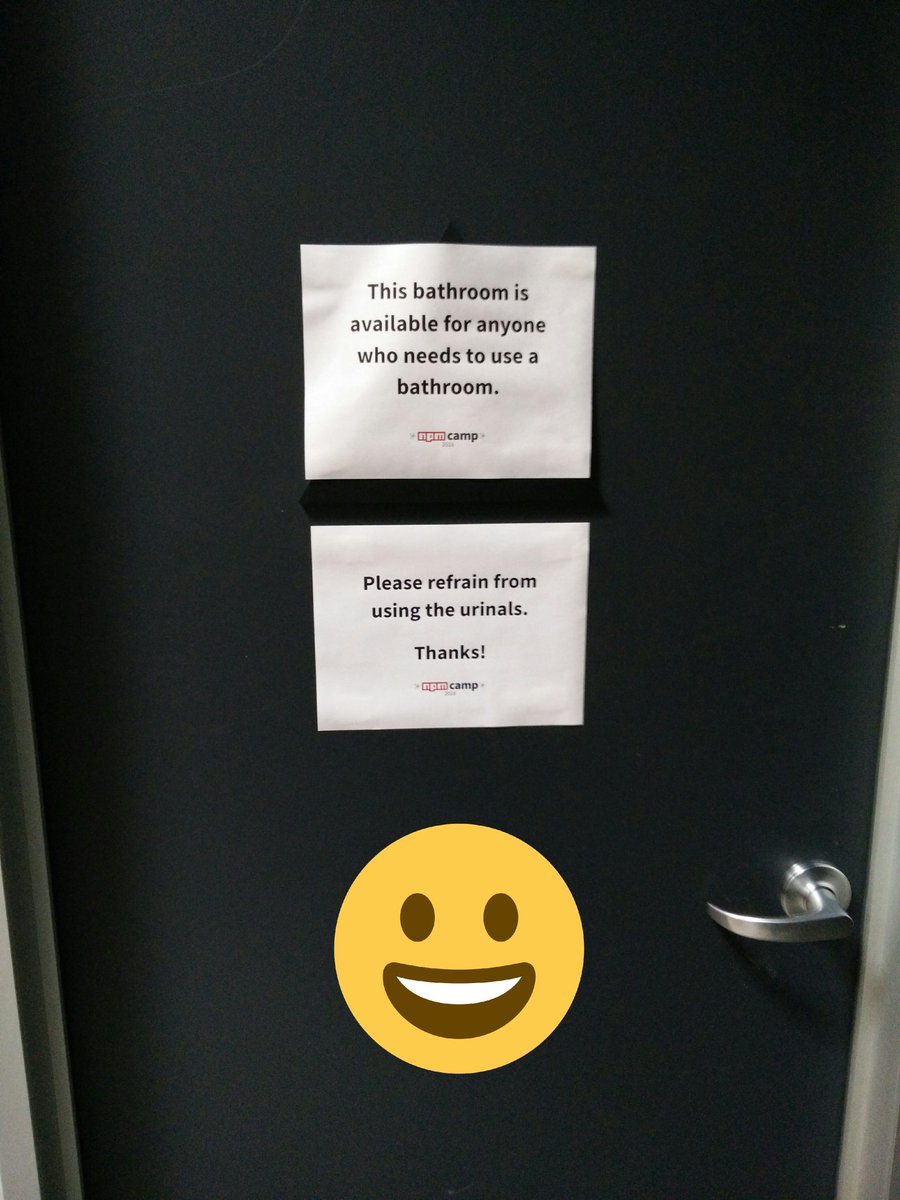 This bathroom is
available for anyone
who needs to use a
bathroom.
npm camp
2016
Please refrain from
using the urinals.
Thanks!
npm camp
2016